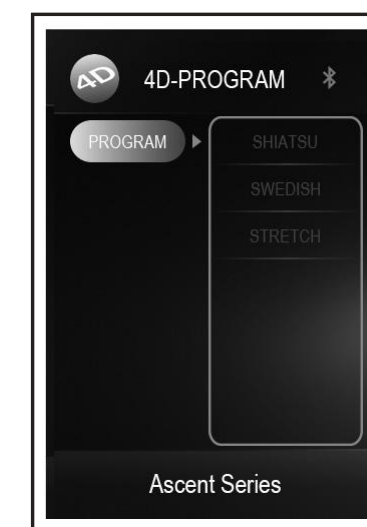 4D 4D-PROGRAM
PROGRAM
SHIATSU
SWEDISH
STRETCH
Ascent Series